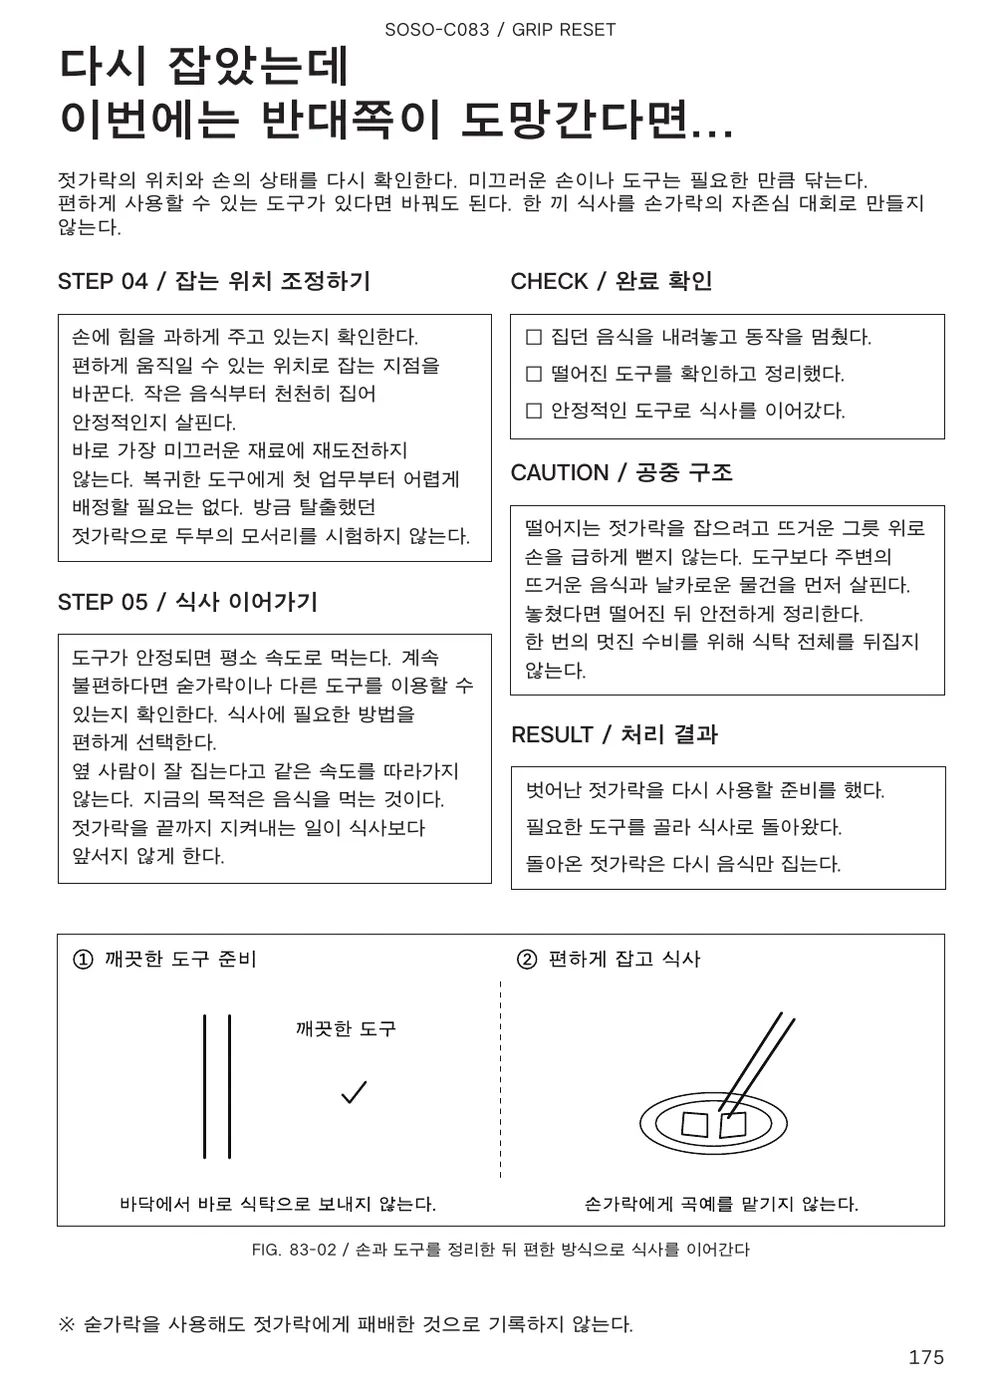 SOSO-C083 / GRIP RESET
다시 잡았는데
이번에는 반대쪽이 도망간다면...
젓가락의 위치와 손의 상태를 다시 확인한다. 미끄러운 손이나 도구는 필요한 만큼 닦는다.
편하게 사용할 수 있는 도구가 있다면 바꿔도 된다. 한 끼 식사를 손가락의 자존심 대회로 만들지
않는다.
STEP 04 / 잡는 위치 조정하기
손에 힘을 과하게 주고 있는지 확인한다.
편하게 움직일 수 있는 위치로 잡는 지점을
바꾼다. 작은 음식부터 천천히 집어
안정적인지 살핀다.
바로 가장 미끄러운 재료에 재도전하지
않는다. 복귀한 도구에게 첫 업무부터 어렵게
배정할 필요는 없다. 방금 탈출했던
젓가락으로 두부의 모서리를 시험하지 않는다.
STEP 05 / 식사 이어가기
도구가 안정되면 평소 속도로 먹는다. 계속
불편하다면 숟가락이나 다른 도구를 이용할 수
있는지 확인한다. 식사에 필요한 방법을
편하게 선택한다.
옆 사람이 잘 집는다고 같은 속도를 따라가지
않는다. 지금의 목적은 음식을 먹는 것이다.
젓가락을 끝까지 지켜내는 일이 식사보다
앞서지 않게 한다.
CHECK / 완료 확인
□ 집던 음식을 내려놓고 동작을 멈췄다.
□ 떨어진 도구를 확인하고 정리했다.
□ 안정적인 도구로 식사를 이어갔다.
CAUTION / 공중 구조
떨어지는 젓가락을 잡으려고 뜨거운 그릇 위로
손을 급하게 뻗지 않는다. 도구보다 주변의
뜨거운 음식과 날카로운 물건을 먼저 살핀다.
놓쳤다면 떨어진 뒤 안전하게 정리한다.
한 번의 멋진 수비를 위해 식탁 전체를 뒤집지
않는다.
RESULT / 처리 결과
벗어난 젓가락을 다시 사용할 준비를 했다.
필요한 도구를 골라 식사로 돌아왔다.
돌아온 젓가락은 다시 음식만 집는다.
① 깨끗한 도구 준비
깨끗한 도구
바닥에서 바로 식탁으로 보내지 않는다.
② 편하게 잡고 식사
손가락에게 곡예를 맡기지 않는다.
FIG. 83-02 / 손과 도구를 정리한 뒤 편한 방식으로 식사를 이어간다
※ 숟가락을 사용해도 젓가락에게 패배한 것으로 기록하지 않는다.
175